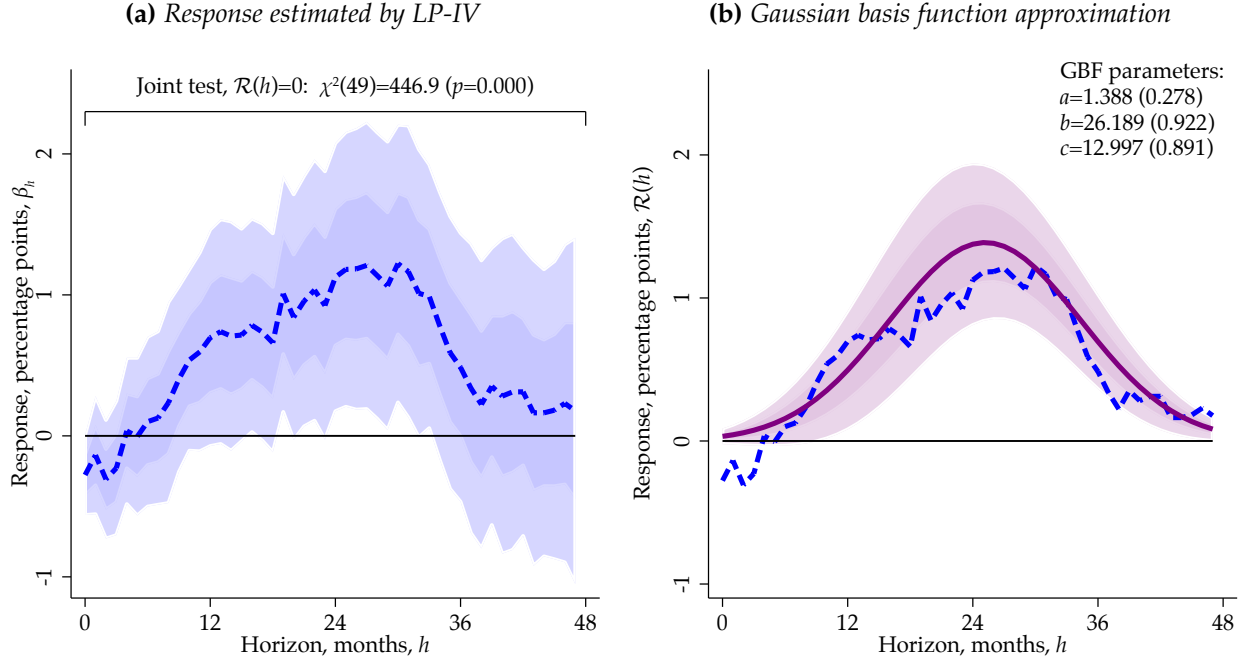 (a) Response estimated by LP-IV
Joint test, R(h)=0: χ²(49)=446.9 (p=0.000)
Response, percentage points, βh
2
1
0
-1
0 12 24 36 48
Horizon, months, h
(b) Gaussian basis function approximation
GBF parameters:
a=1.388 (0.278)
b=26.189 (0.922)
c=12.997 (0.891)
Response, percentage points, R(h)
2
1
0
-1
0 12 24 36 48
Horizon, months, h